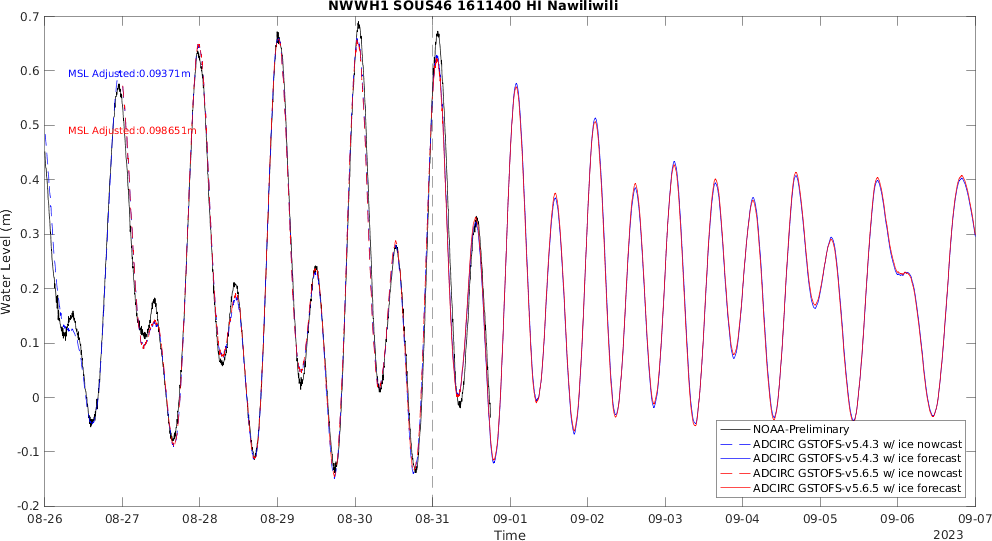 NWWH1 SOUS46 1611400 HI Nawiliwili
0.7
0.6
0.5
0.4
0.3
0.2
0.1
0
-0.1
-0.2
Water Level (m)
MSL Adjusted:0.09371m
MSL Adjusted:0.098651m
NOAA-Preliminary
ADCIRC GSTOFS-v5.4.3 w/ ice nowcast
ADCIRC GSTOFS-v5.4.3 w/ ice forecast
ADCIRC GSTOFS-v5.6.5 w/ ice nowcast
ADCIRC GSTOFS-v5.6.5 w/ ice forecast
08-26 08-27 08-28 08-29 08-30 08-31 09-01 09-02 09-03 09-04 09-05 09-06 09-07
Time
2023